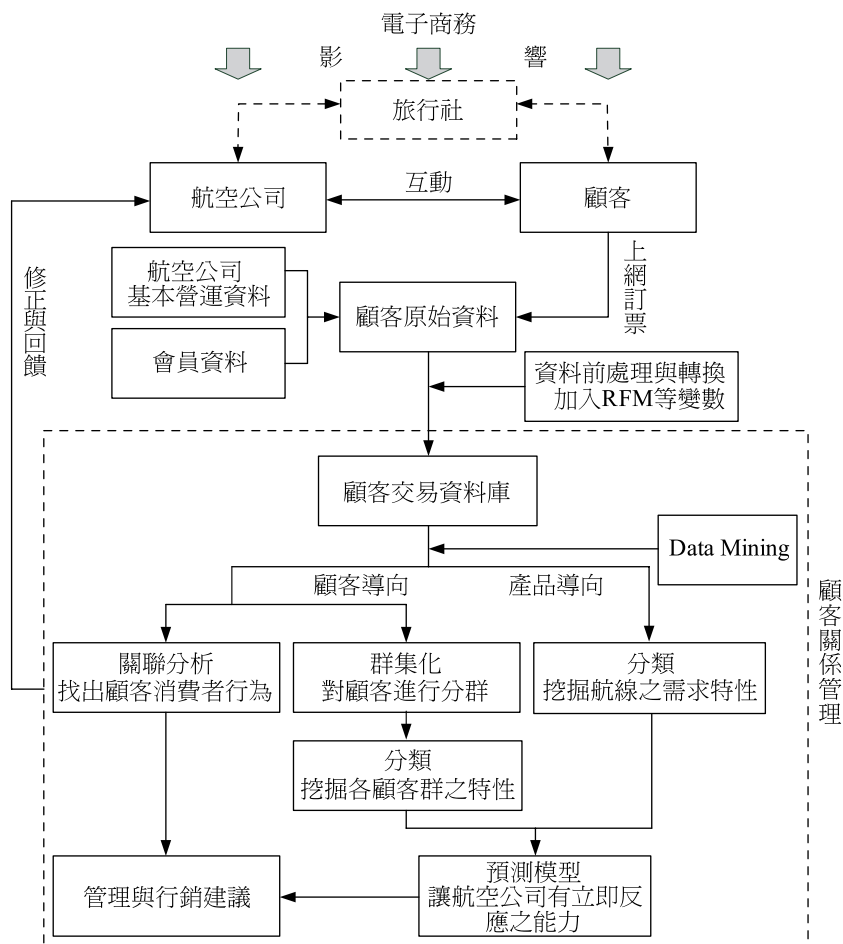 電子商務
影 響
旅行社
航空公司
互動
顧客
上網訂票
修正與回饋
航空公司
基本營運資料
顧客原始資料
會員資料
資料前處理與轉換
加入RFM等變數
顧客交易資料庫
Data Mining
顧客導向
產品導向
顧客關係管理
關聯分析
找出顧客消費者行為
群集化
對顧客進行分群
分類
挖掘航線之需求特性
分類
挖掘各顧客群之特性
管理與行銷建議
預測模型
讓航空公司有立即反
應之能力